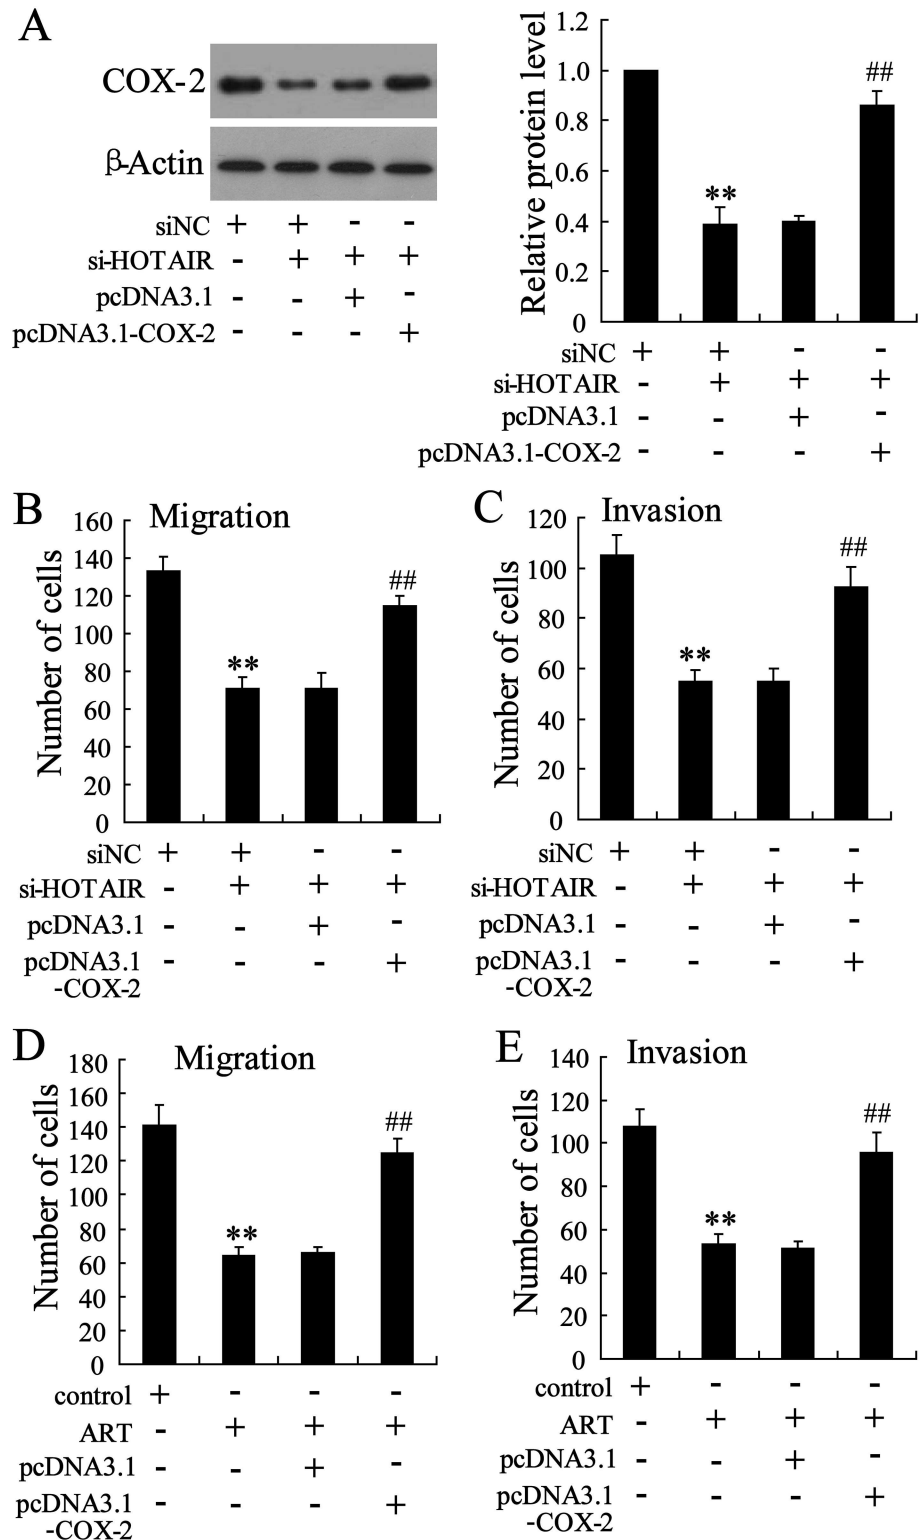 A
COX-2
β-Actin
siNC + + - -
si-HOTAIR - + + +
pcDNA3.1 - - + -
pcDNA3.1-COX-2 - - - +
Relative protein level
1.2
1.0
0.8
0.6
0.4
0.2
0
**
##
siNC + + - -
si-HOTAIR - + + +
pcDNA3.1 - - + -
pcDNA3.1-COX-2 - - - +
B
Migration
Number of cells
160
140
120
100
80
60
40
20
0
**
##
siNC + + - -
si-HOTAIR - + + +
pcDNA3.1 - - + -
pcDNA3.1 - - - +
-COX-2
C
Invasion
Number of cells
120
100
80
60
40
20
0
**
##
siNC + + - -
si-HOTAIR - + + +
pcDNA3.1 - - + -
pcDNA3.1 - - - +
-COX-2
D
Migration
Number of cells
180
160
140
120
100
80
60
40
20
0
**
##
control + - - -
ART - + + +
pcDNA3.1 - - + -
pcDNA3.1 - - - +
-COX-2
E
Invasion
Number of cells
140
120
100
80
60
40
20
0
**
##
control + - - -
ART - + + +
pcDNA3.1 - - + -
pcDNA3.1 - - - +
-COX-2